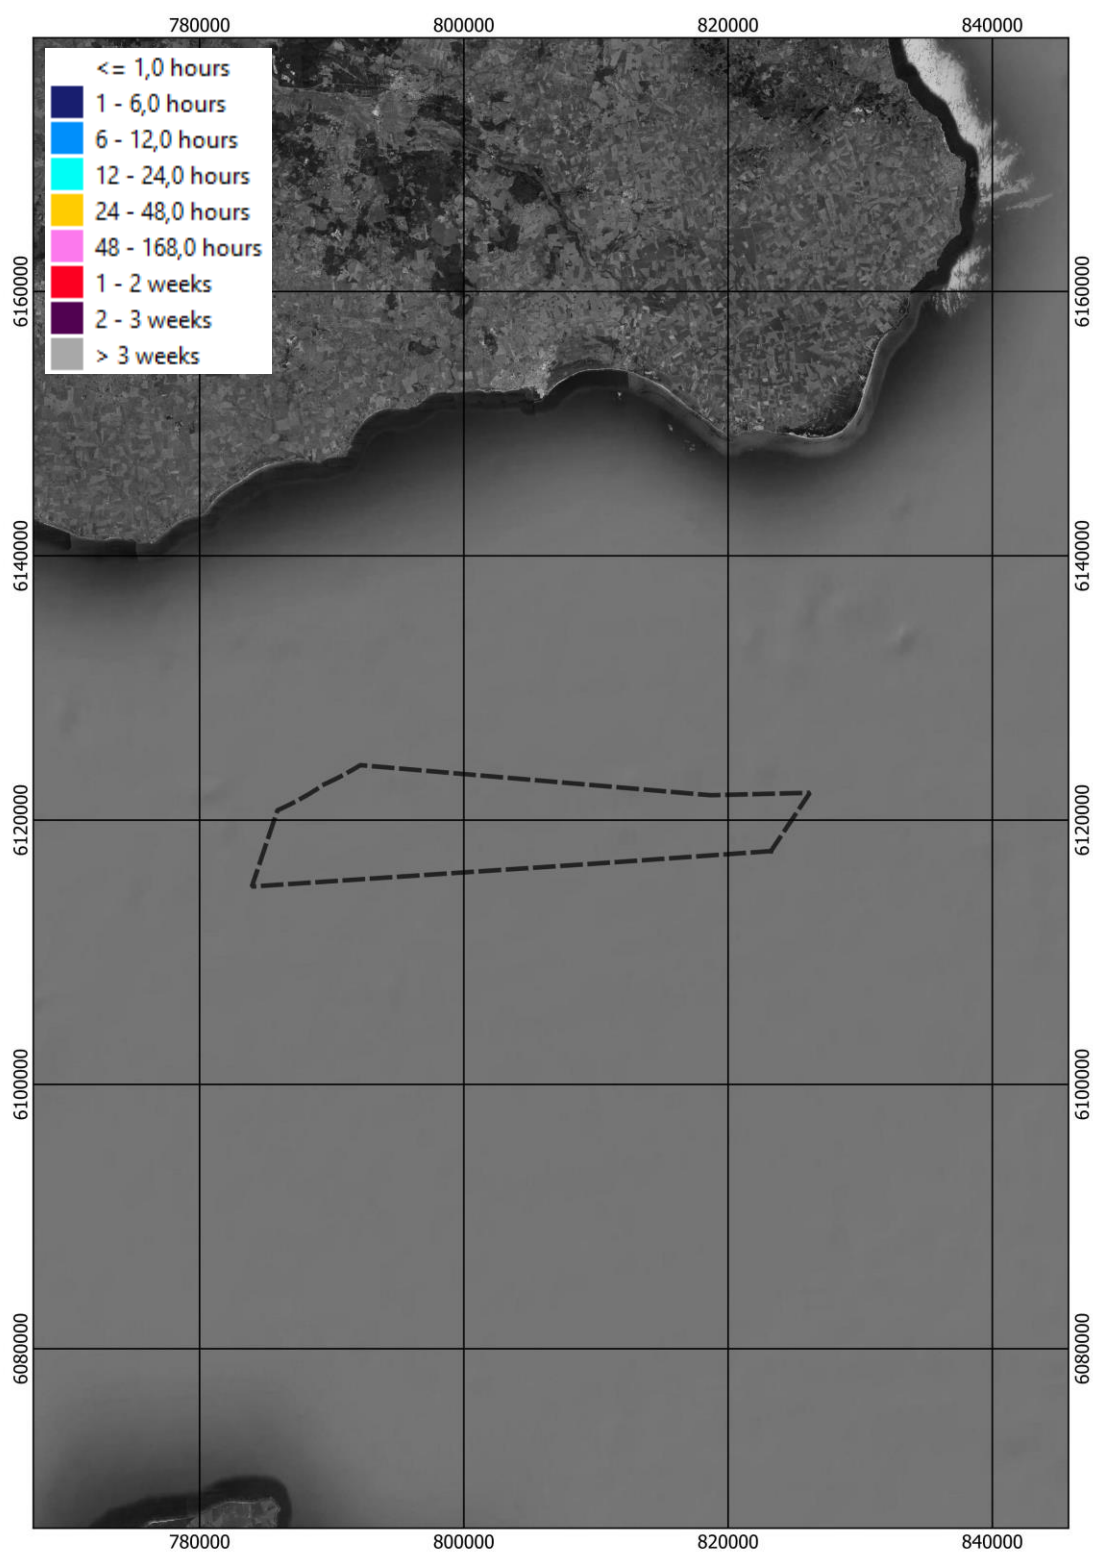 780000 800000 820000 840000
<= 1,0 hours
1 - 6,0 hours
6 - 12,0 hours
12 - 24,0 hours
24 - 48,0 hours
48 - 168,0 hours
1 - 2 weeks
2 - 3 weeks
> 3 weeks
6160000 6160000
6140000 6140000
6120000 6120000
6100000 6100000
6080000 6080000
780000 800000 820000 840000